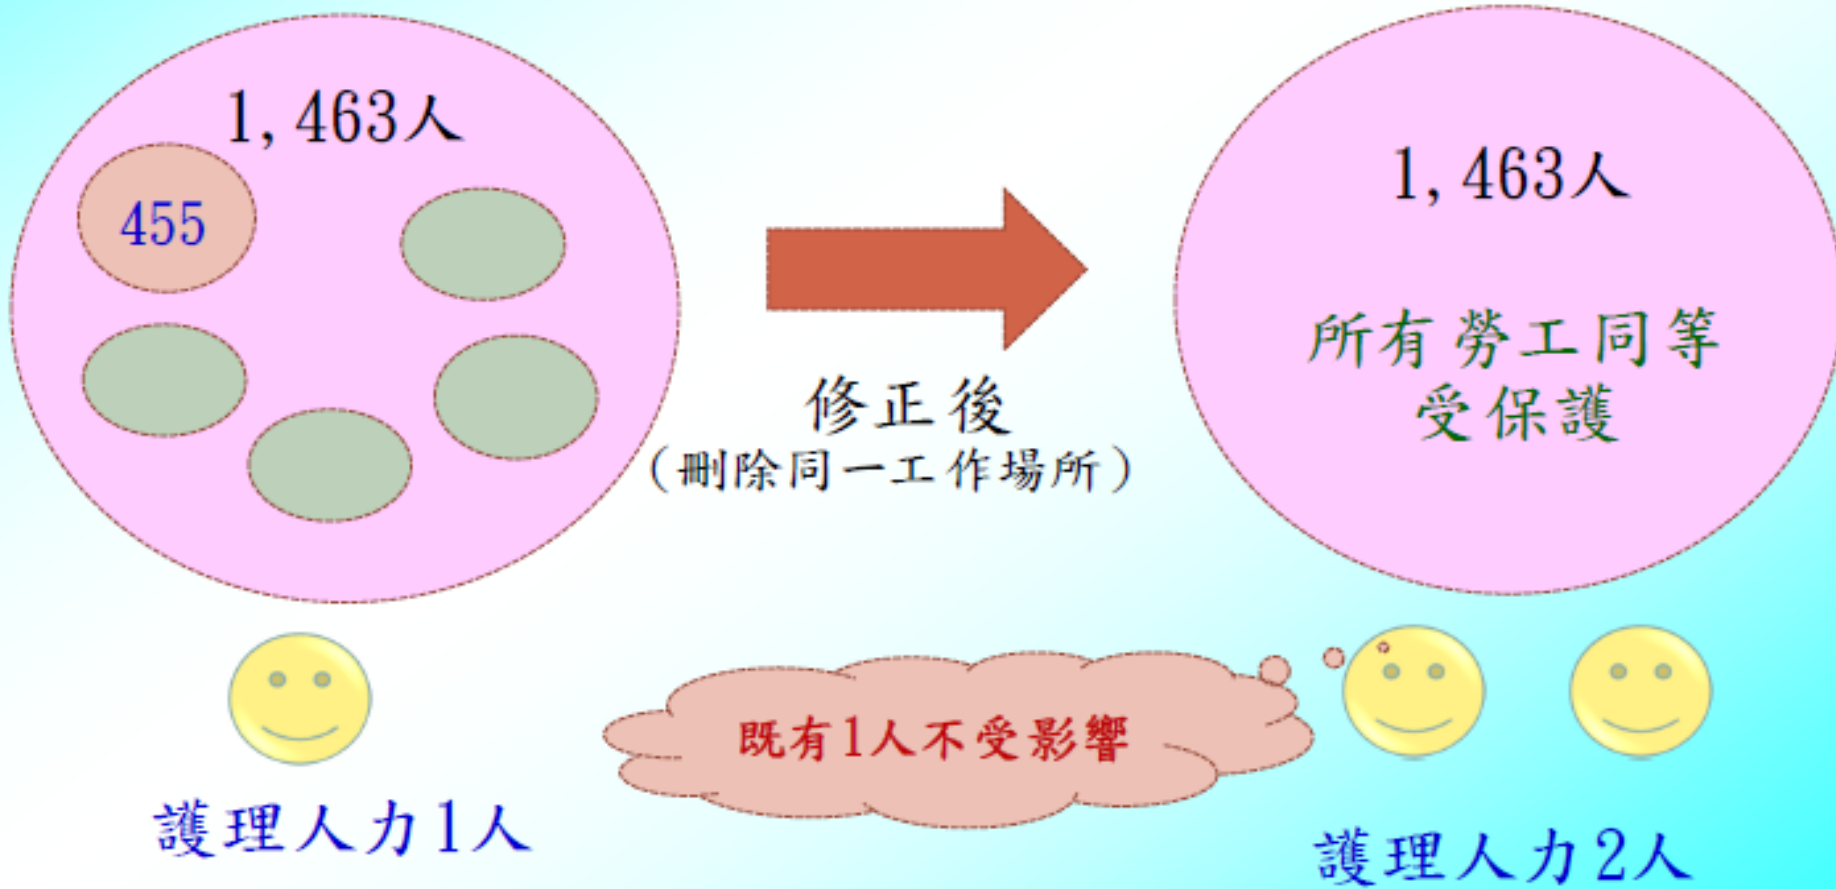 1,463人
455
修正後
（刪除同一工作場所）
1,463人
所有勞工同等
受保護
護理人力1人
既有1人不受影響
護理人力2人